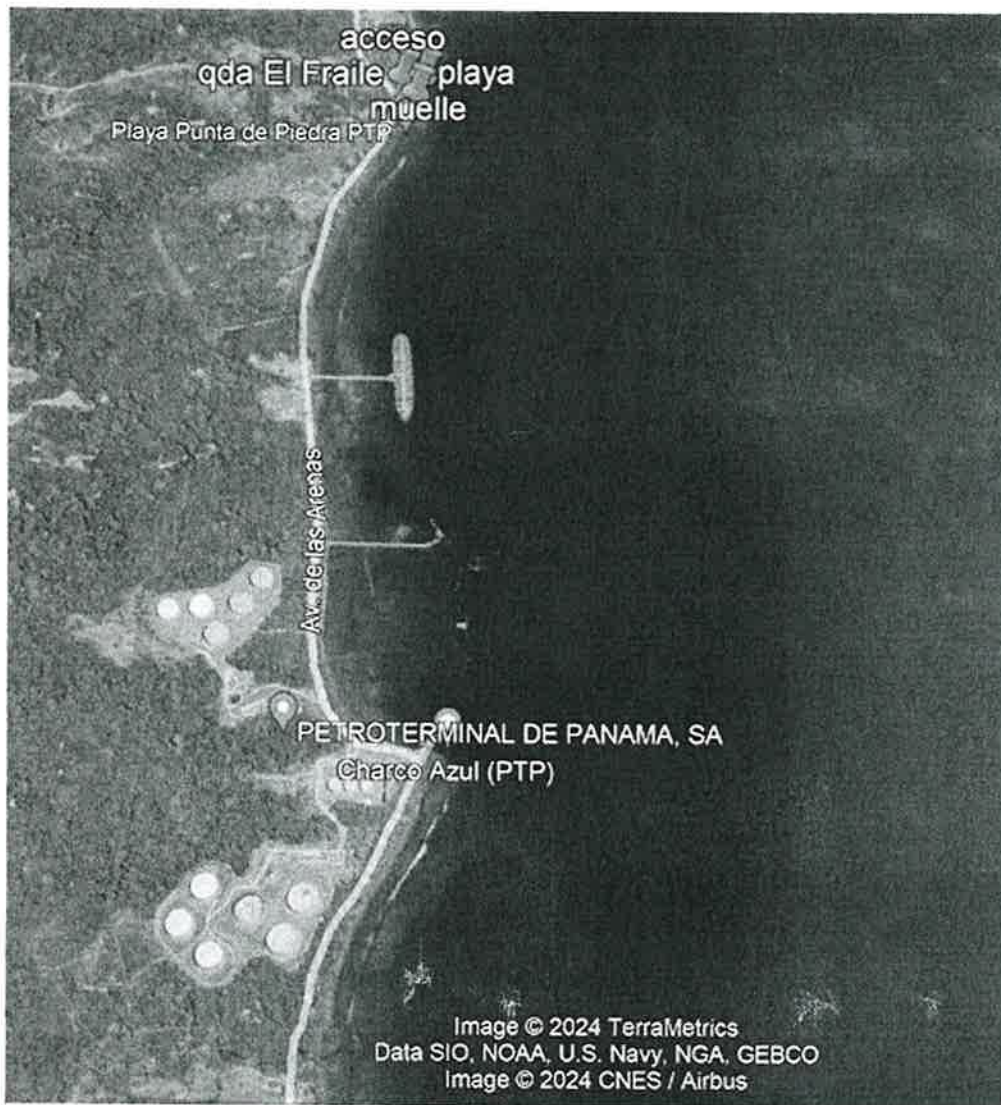 acceso
qda El Fraile playa
muelle
Playa Punta de Piedra PTP
Av. de las Arenas
PETROTERMINAL DE PANAMA, SA
Charco Azul (PTP)
Image © 2024 TerraMetrics
Data SIO, NOAA, U.S. Navy, NGA, GEBCO
Image © 2024 CNES / Airbus